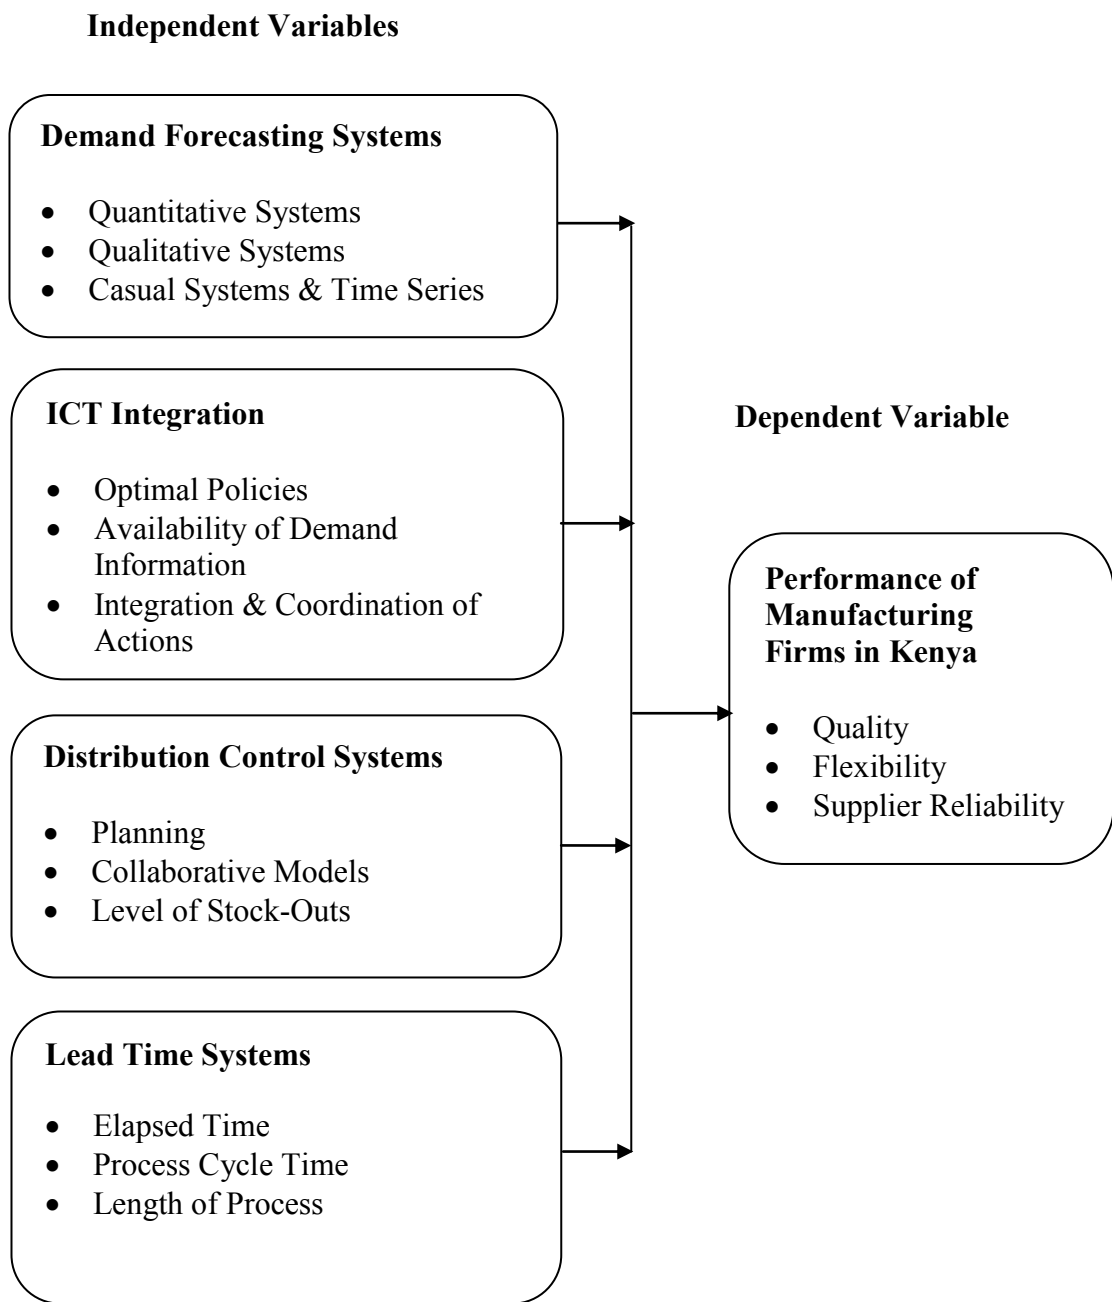 Independent Variables
Demand Forecasting Systems
• Quantitative Systems
• Qualitative Systems
• Casual Systems & Time Series
ICT Integration
• Optimal Policies
• Availability of Demand
Information
• Integration & Coordination of
Actions
Distribution Control Systems
• Planning
• Collaborative Models
• Level of Stock-Outs
Lead Time Systems
• Elapsed Time
• Process Cycle Time
• Length of Process
Dependent Variable
Performance of
Manufacturing
Firms in Kenya
• Quality
• Flexibility
• Supplier Reliability